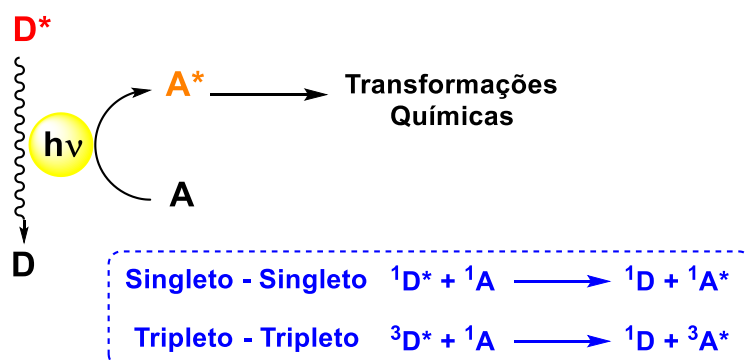 D*
A*
Transformações
Químicas
hν
A
D
Singleto - Singleto ¹D* + ¹A ⟶ ¹D + ¹A*
Tripleto - Tripleto ³D* + ¹A ⟶ ¹D + ³A*